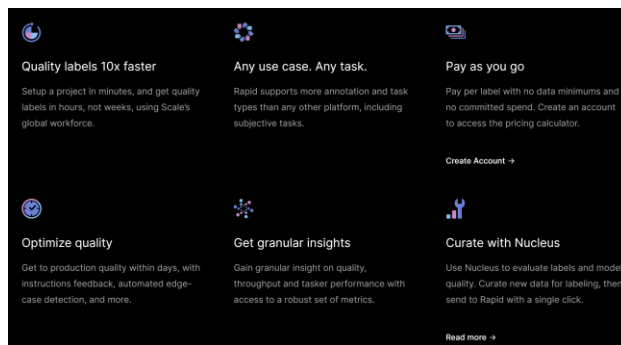 Quality labels 10x faster
Setup a project in minutes, and get quality
labels in hours, not weeks, using Scale's
global workforce.
Any use case. Any task.
Rapid supports more annotation and task
types than any other platform, including
subjective tasks.
Pay as you go
Pay per label with no data minimums and
no committed spend. Create an account
to access the pricing calculator.
Create Account →
Optimize quality
Get to production quality within days, with
instructions feedback, automated edge-
case detection, and more.
Get granular insights
Gain granular insight on quality,
throughput and tasker performance with
access to a robust set of metrics.
Curate with Nucleus
Use Nucleus to evaluate labels and model
quality. Curate new data for labeling, then
send to Rapid with a single click.
Read more →